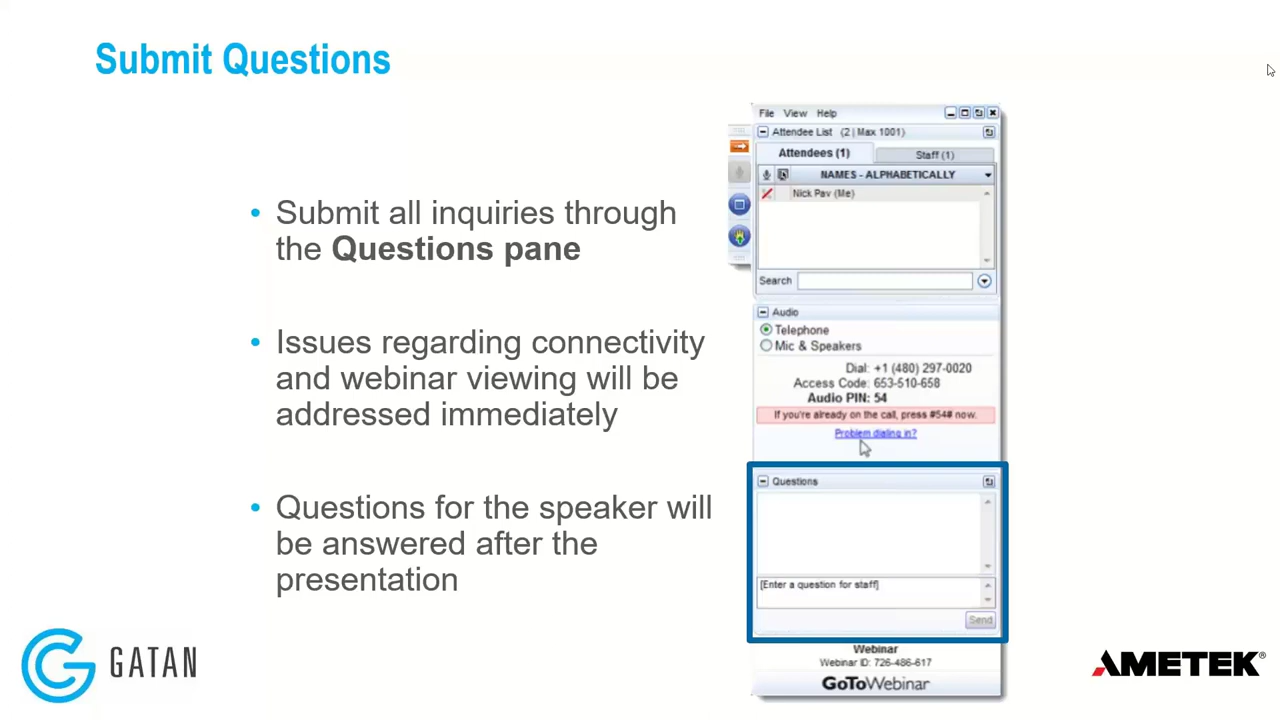 Submit Questions
• Submit all inquiries through
the Questions pane
• Issues regarding connectivity
and webinar viewing will be
addressed immediately
• Questions for the speaker will
be answered after the
presentation
File View Help
Attendee List (2 | Max 1001)
Attendees (1) Staff (1)
NAMES - ALPHABETICALLY
Nick Pav (Me)
Search
Audio
Telephone
Mic & Speakers
Dial: +1 (480) 297-0020
Access Code: 653-510-658
Audio PIN: 54
If you're already on the call, press #54# now.
Problem dialing in?
Questions
[Enter a question for staff]
Send
Webinar
Webinar ID: 726-486-617
GoToWebinar
GATAN
AMETEK®